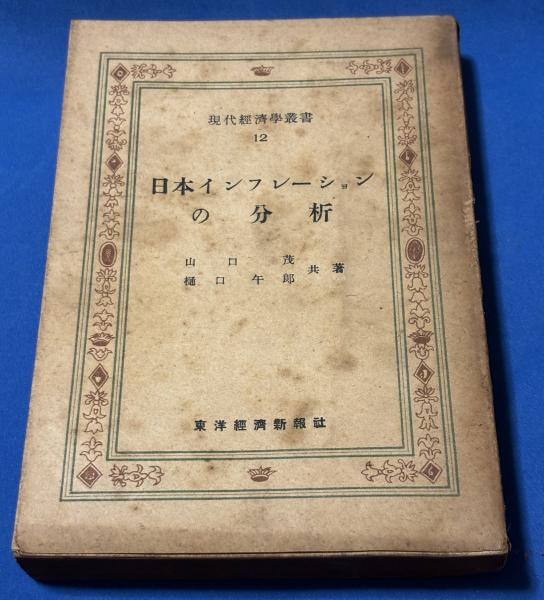 現代經濟學叢書
12
日本インフレーション
の分析
山口茂
樋口午郎
共著
東洋經濟新報社